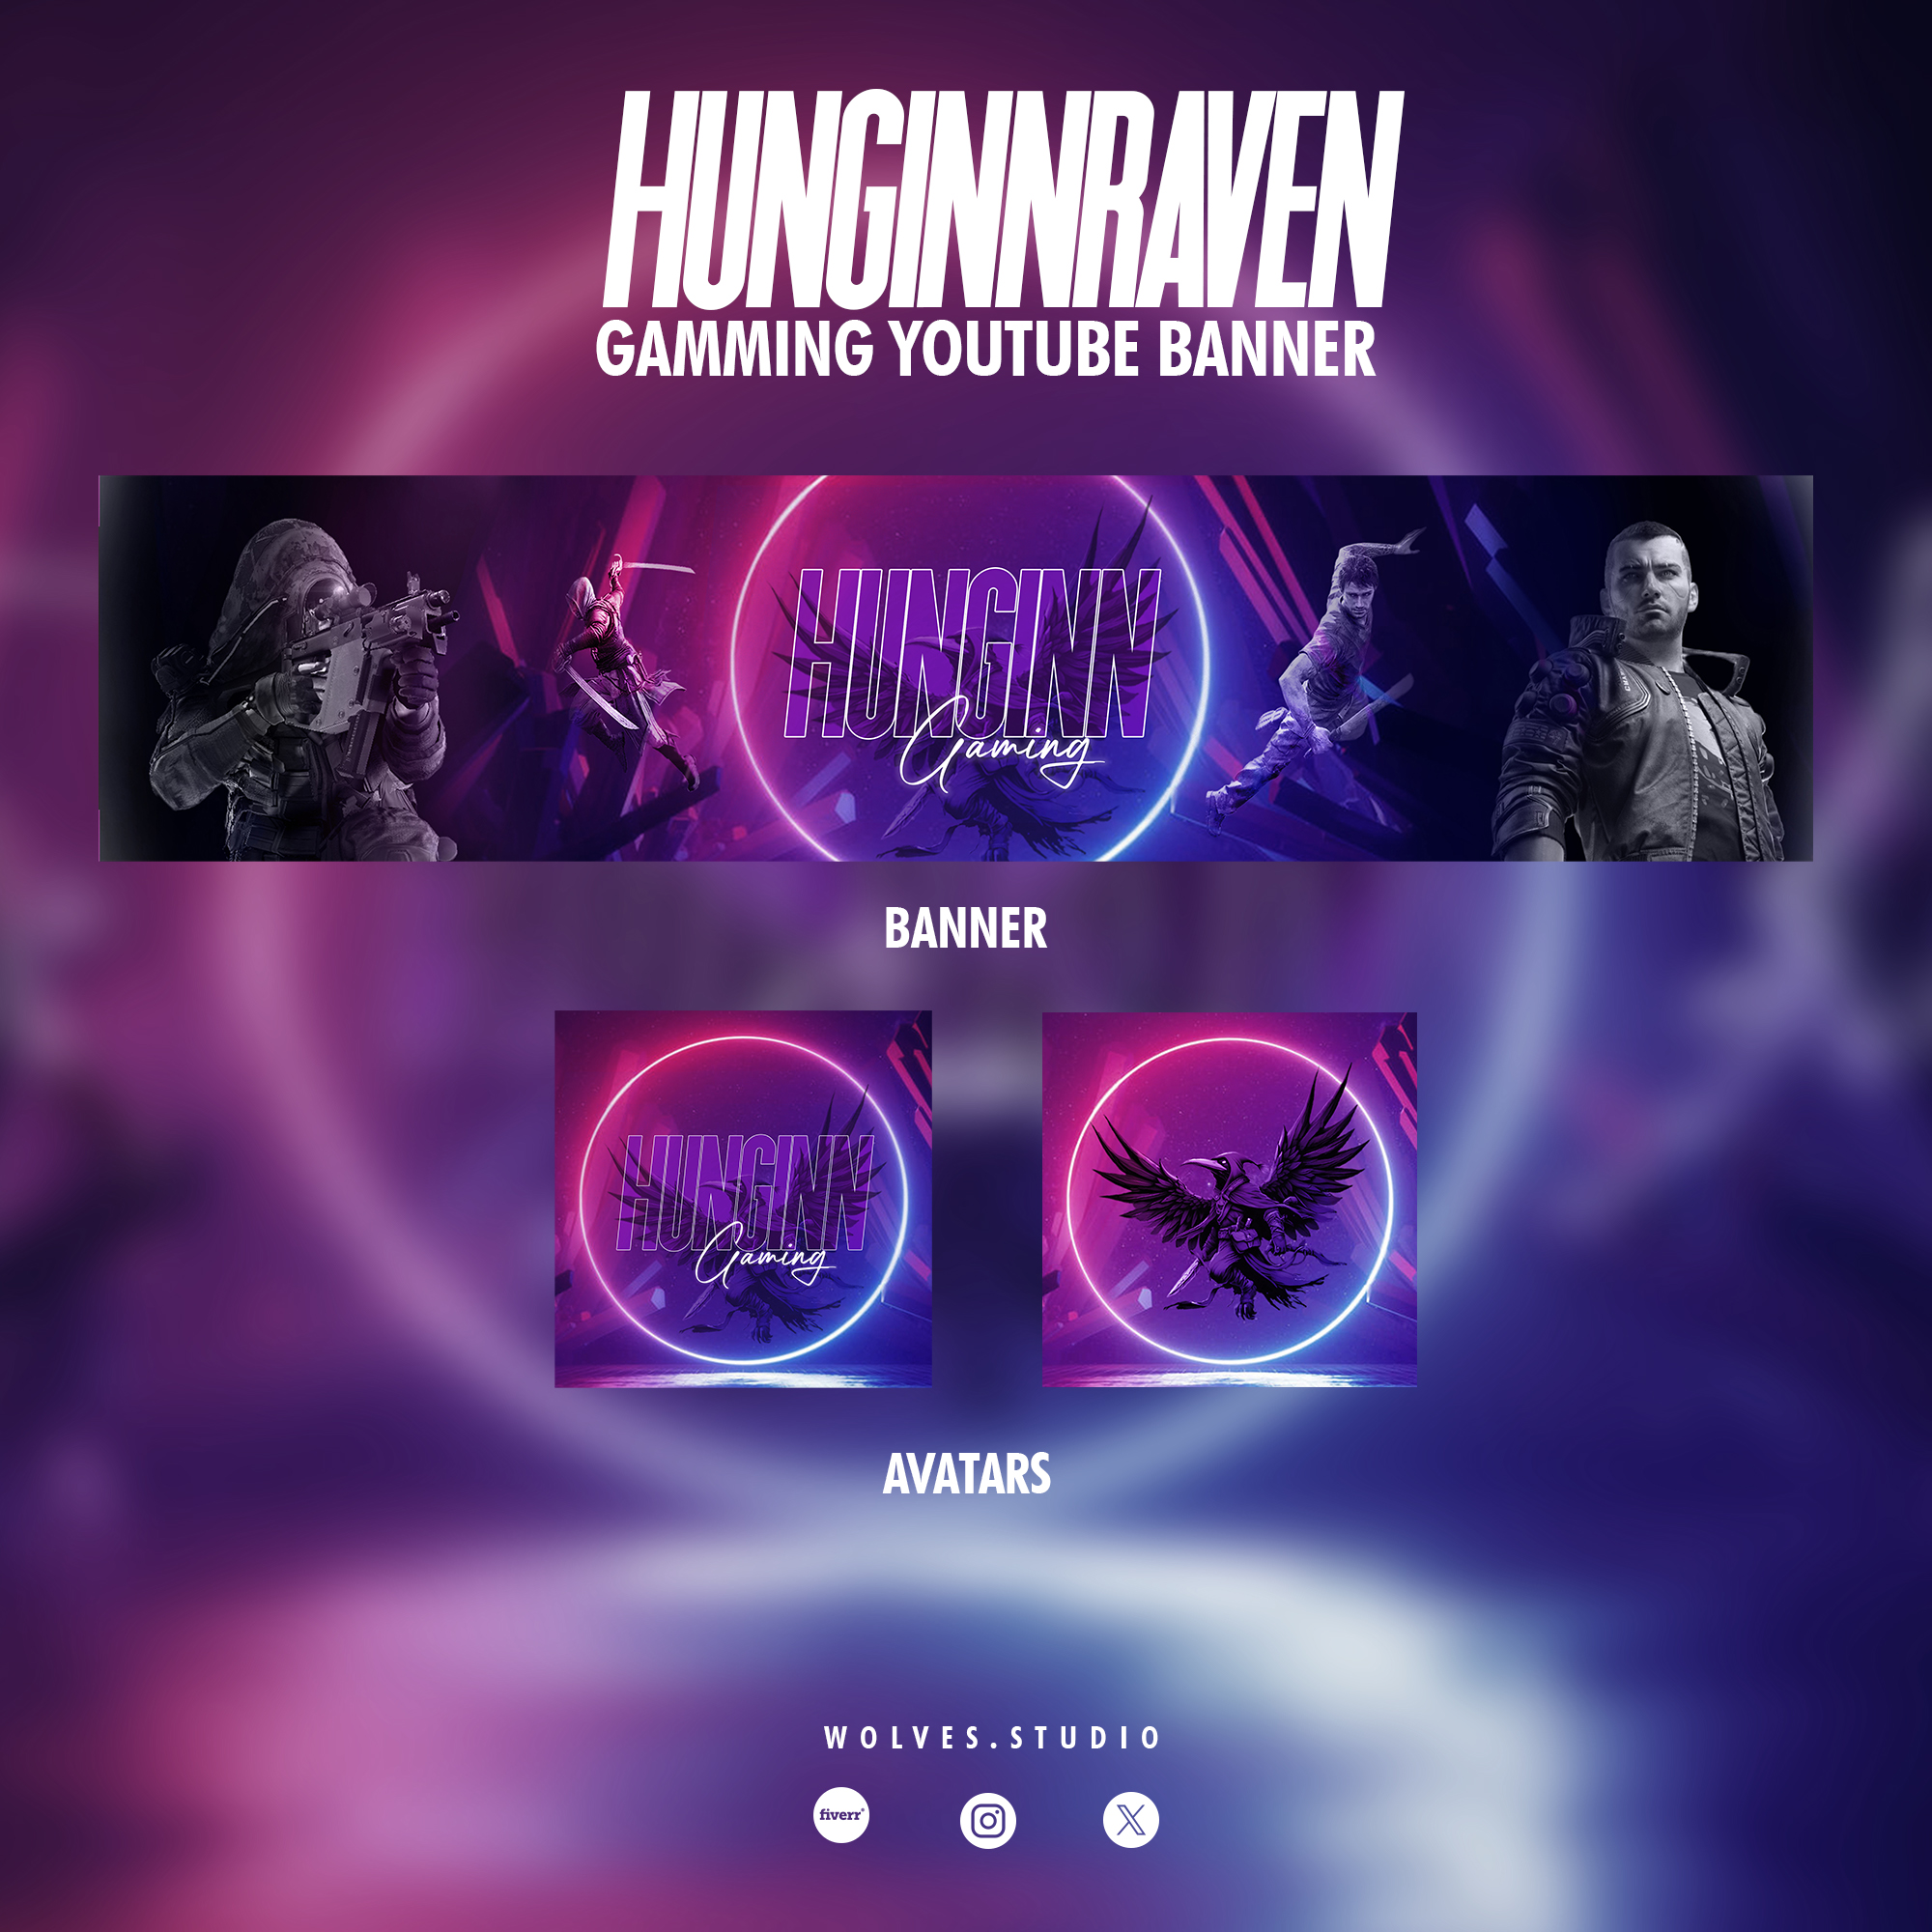 HUNGINNRAVEN
GAMMING YOUTUBE BANNER
HUNGINN
Gaming
BANNER
HUNGINN
Gaming
AVATARS
WOLVES.STUDIO
fiverr